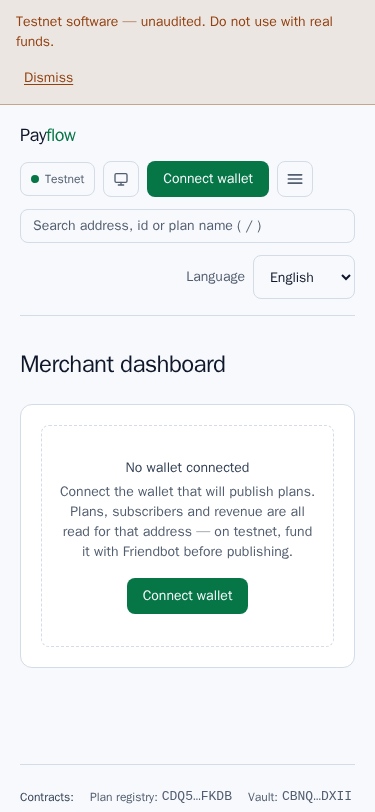 Testnet software — unaudited. Do not use with real
funds.
Dismiss
Payflow
Testnet
Connect wallet
Search address, id or plan name ( / )
Language
English
Merchant dashboard
No wallet connected
Connect the wallet that will publish plans.
Plans, subscribers and revenue are all
read for that address — on testnet, fund
it with Friendbot before publishing.
Connect wallet
Contracts: Plan registry: CDQ5…FKDB Vault: CBNQ…DXII